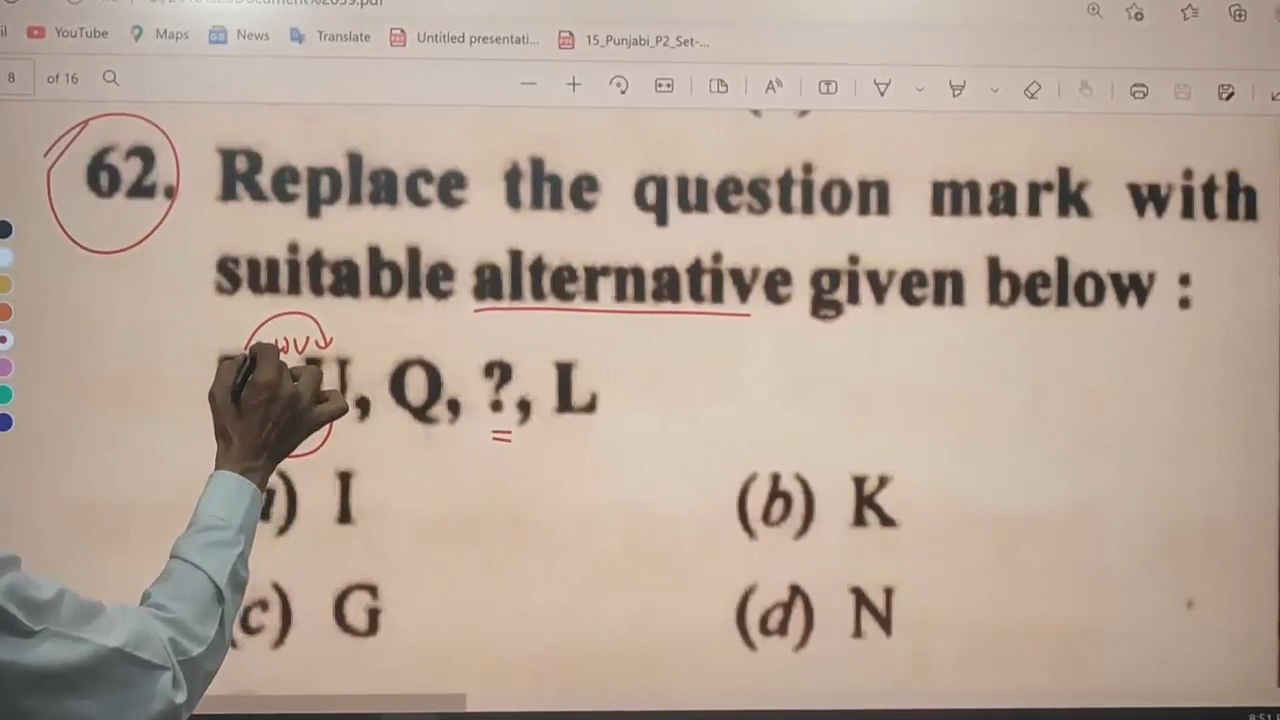 YouTube Maps News Translate Untitled presentati... 15_Punjabi_P2_Set-...
8 of 16
62. Replace the question mark with
suitable alternative given below :
WV
U, Q, ?, L
) I (b) K
(c) G (d) N